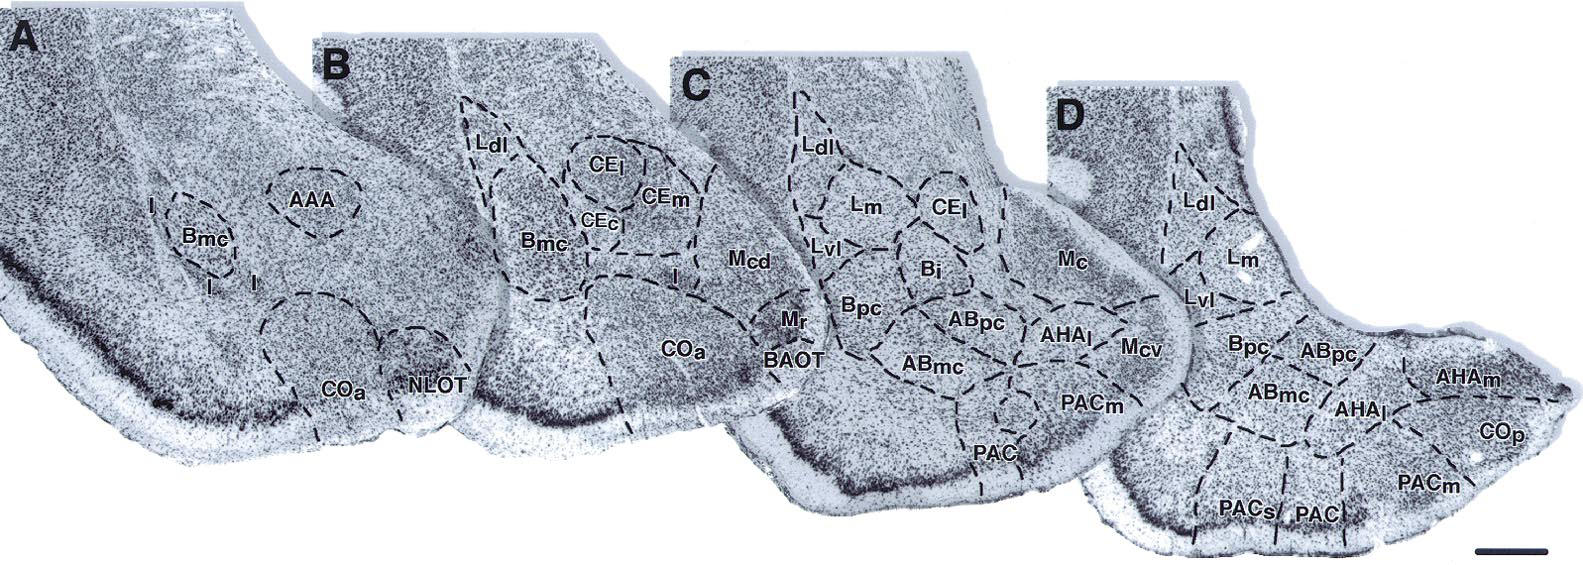 A
AAA
I
Bmc
I
I
COa
NLOT
B
Ldl
CEl
CEm
CEc
Bmc
Mcd
I
Mr
COa
BAOT
C
Ldl
Lm
CEl
Lvl
Bi
Mc
Bpc
ABpc
AHAl
Mcv
ABmc
PACm
PAC
D
Ldl
Lm
Lvl
Bpc
ABpc
AHAm
ABmc
AHAl
COp
PACm
PACs
PAC